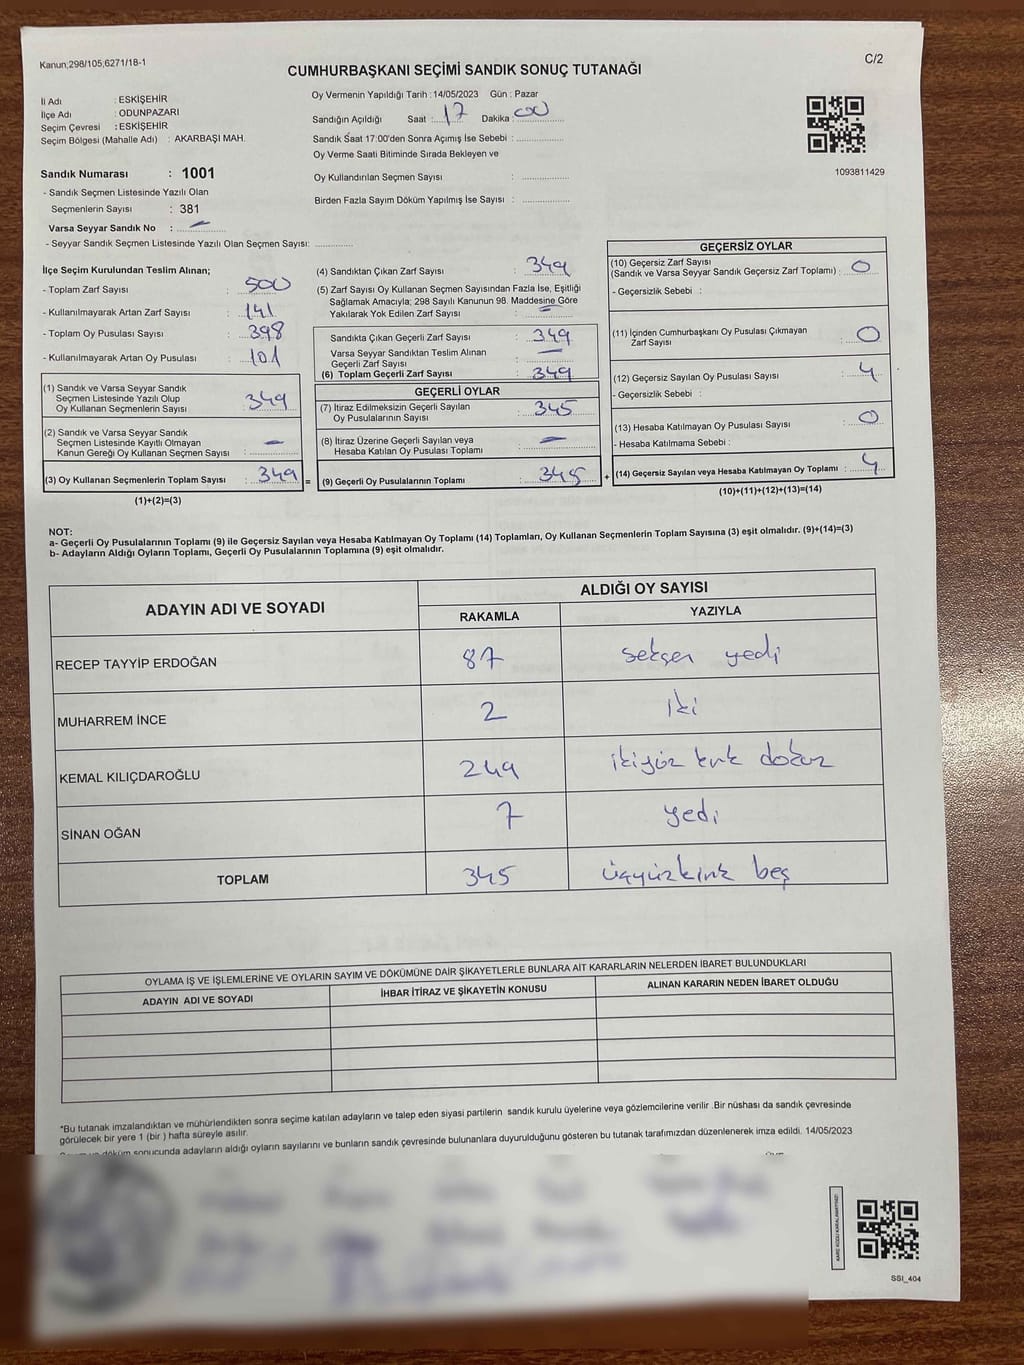 Kanun;298/105;6271/18-1
C/2
CUMHURBAŞKANI SEÇİMİ SANDIK SONUÇ TUTANAĞI
İl Adı : ESKİŞEHİR
İlçe Adı : ODUNPAZARI
Seçim Çevresi : ESKİŞEHİR
Seçim Bölgesi (Mahalle Adı) : AKARBAŞI MAH.
Oy Vermenin Yapıldığı Tarih : 14/05/2023 Gün : Pazar
Sandığın Açıldığı Saat : 17 Dakika : 00
Sandık Saat 17:00'den Sonra Açımış İse Sebebi :
Oy Verme Saati Bitiminde Sırada Bekleyen ve
Oy Kullandırılan Seçmen Sayısı :
Birden Fazla Sayım Döküm Yapılmış İse Sayısı :
1093811429
Sandık Numarası : 1001
- Sandık Seçmen Listesinde Yazılı Olan
Seçmenlerin Sayısı : 381
Varsa Seyyar Sandık No : —
- Seyyar Sandık Seçmen Listesinde Yazılı Olan Seçmen Sayısı:
İlçe Seçim Kurulundan Teslim Alınan;
- Toplam Zarf Sayısı : 500
- Kullanılmayarak Artan Zarf Sayısı : 141
- Toplam Oy Pusulası Sayısı : 398
- Kullanılmayarak Artan Oy Pusulası : 101
(1) Sandık ve Varsa Seyyar Sandık
Seçmen Listesinde Yazılı Olup
Oy Kullanan Seçmenlerin Sayısı : 349
(2) Sandık ve Varsa Seyyar Sandık
Seçmen Listesinde Kayıtlı Olmayan
Kanun Gereği Oy Kullanan Seçmen Sayısı : —
(3) Oy Kullanan Seçmenlerin Toplam Sayısı : 349 =
(1)+(2)=(3)
(4) Sandıktan Çıkan Zarf Sayısı : 349
(5) Zarf Sayısı Oy Kullanan Seçmen Sayısından Fazla İse, Eşitliği
Sağlamak Amacıyla; 298 Sayılı Kanunun 98. Maddesine Göre
Yakılarak Yok Edilen Zarf Sayısı : —
Sandıkta Çıkan Geçerli Zarf Sayısı : 349
Varsa Seyyar Sandıktan Teslim Alınan
Geçerli Zarf Sayısı : —
(6) Toplam Geçerli Zarf Sayısı : 349
GEÇERLİ OYLAR
(7) İtiraz Edilmeksizin Geçerli Sayılan
Oy Pusulalarının Sayısı : 345
(8) İtiraz Üzerine Geçerli Sayılan veya
Hesaba Katılan Oy Pusulası Toplamı : —
(9) Geçerli Oy Pusulalarının Toplamı : 345 +
GEÇERSİZ OYLAR
(10) Geçersiz Zarf Sayısı
(Sandık ve Varsa Seyyar Sandık Geçersiz Zarf Toplamı) : 0
- Geçersizlik Sebebi :
(11) İçinden Cumhurbaşkanı Oy Pusulası Çıkmayan
Zarf Sayısı : 0
(12) Geçersiz Sayılan Oy Pusulası Sayısı : 4
- Geçersizlik Sebebi :
(13) Hesaba Katılmayan Oy Pusulası Sayısı : 0
- Hesaba Katılmama Sebebi :
(14) Geçersiz Sayılan veya Hesaba Katılmayan Oy Toplamı : 4
(10)+(11)+(12)+(13)=(14)
NOT:
a- Geçerli Oy Pusulalarının Toplamı (9) ile Geçersiz Sayılan veya Hesaba Katılmayan Oy Toplamı (14) Toplamları, Oy Kullanan Seçmenlerin Toplam Sayısına (3) eşit olmalıdır. (9)+(14)=(3)
b- Adayların Aldığı Oyların Toplamı, Geçerli Oy Pusulalarının Toplamına (9) eşit olmalıdır.
ADAYIN ADI VE SOYADI ALDIĞI OY SAYISI
RAKAMLA YAZIYLA
RECEP TAYYİP ERDOĞAN 87 seksen yedi
MUHARREM İNCE 2 iki
KEMAL KILIÇDAROĞLU 249 ikiyüz kırk dokuz
SİNAN OĞAN 7 yedi
TOPLAM 345 üçyüzkırk beş
OYLAMA İŞ VE İŞLEMLERİNE VE OYLARIN SAYIM VE DÖKÜMÜNE DAİR ŞİKAYETLERLE BUNLARA AİT KARARLARIN NELERDEN İBARET BULUNDUKLARI
ADAYIN ADI VE SOYADI İHBAR İTİRAZ VE ŞİKAYETİN KONUSU ALINAN KARARIN NEDEN İBARET OLDUĞU
*Bu tutanak imzalandıktan ve mühürlendikten sonra seçime katılan adayların ve talep eden siyasi partilerin sandık kurulu üyelerine veya gözlemcilerine verilir .Bir nüshası da sandık çevresinde
görülecek bir yere 1 (bir ) hafta süreyle asılır.
döküm sonucunda adayların aldığı oyların sayılarını ve bunların sandık çevresinde bulunanlara duyurulduğunu gösteren bu tutanak tarafımızdan düzenlenerek imza edildi. 14/05/2023
SSI_404